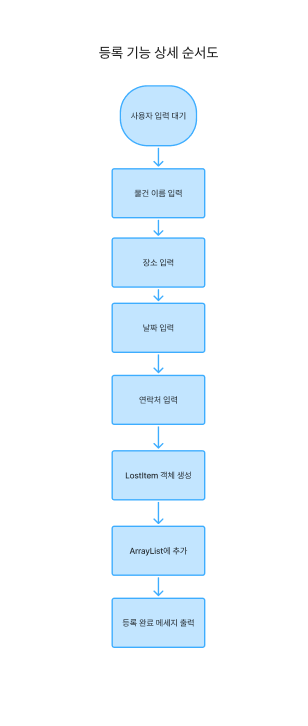 등록 기능 상세 순서도
사용자 입력 대기
물건 이름 입력
장소 입력
날짜 입력
연락처 입력
LostItem 객체 생성
ArrayList에 추가
등록 완료 메세지 출력